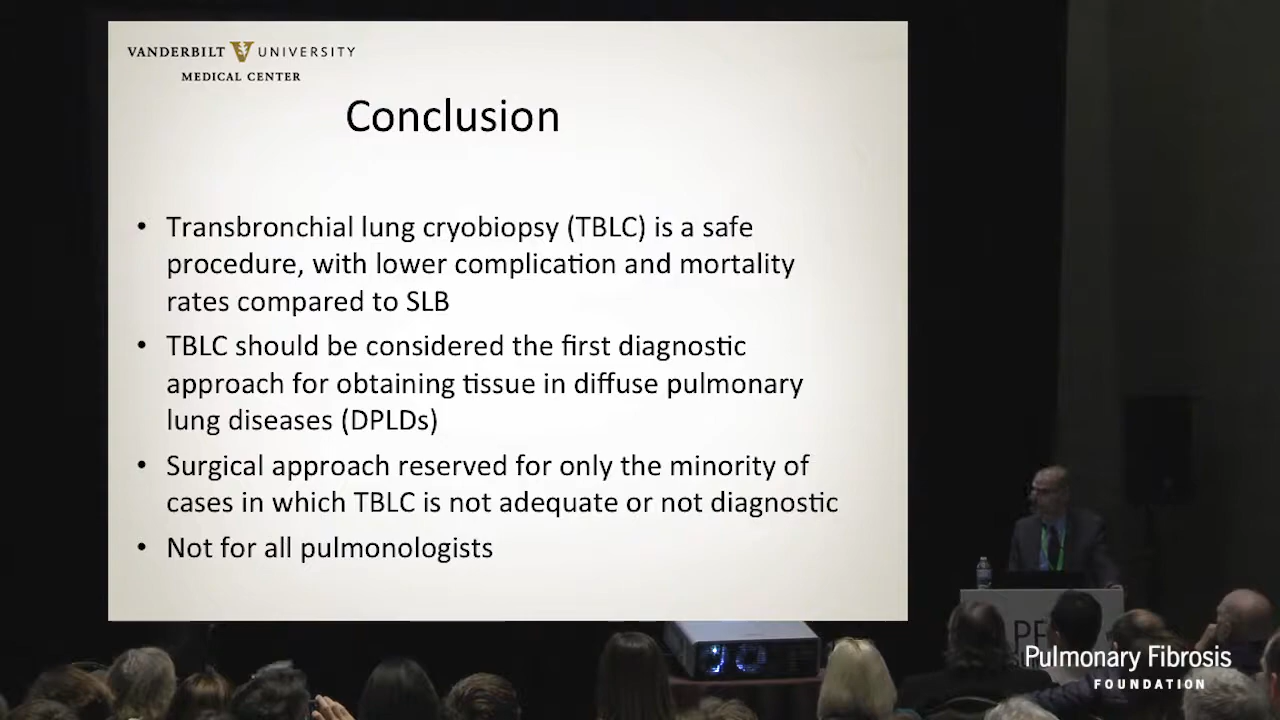 VANDERBILT V UNIVERSITY
MEDICAL CENTER
Conclusion
• Transbronchial lung cryobiopsy (TBLC) is a safe
procedure, with lower complication and mortality
rates compared to SLB
• TBLC should be considered the first diagnostic
approach for obtaining tissue in diffuse pulmonary
lung diseases (DPLDs)
• Surgical approach reserved for only the minority of
cases in which TBLC is not adequate or not diagnostic
• Not for all pulmonologists
PF
Pulmonary Fibrosis
FOUNDATION